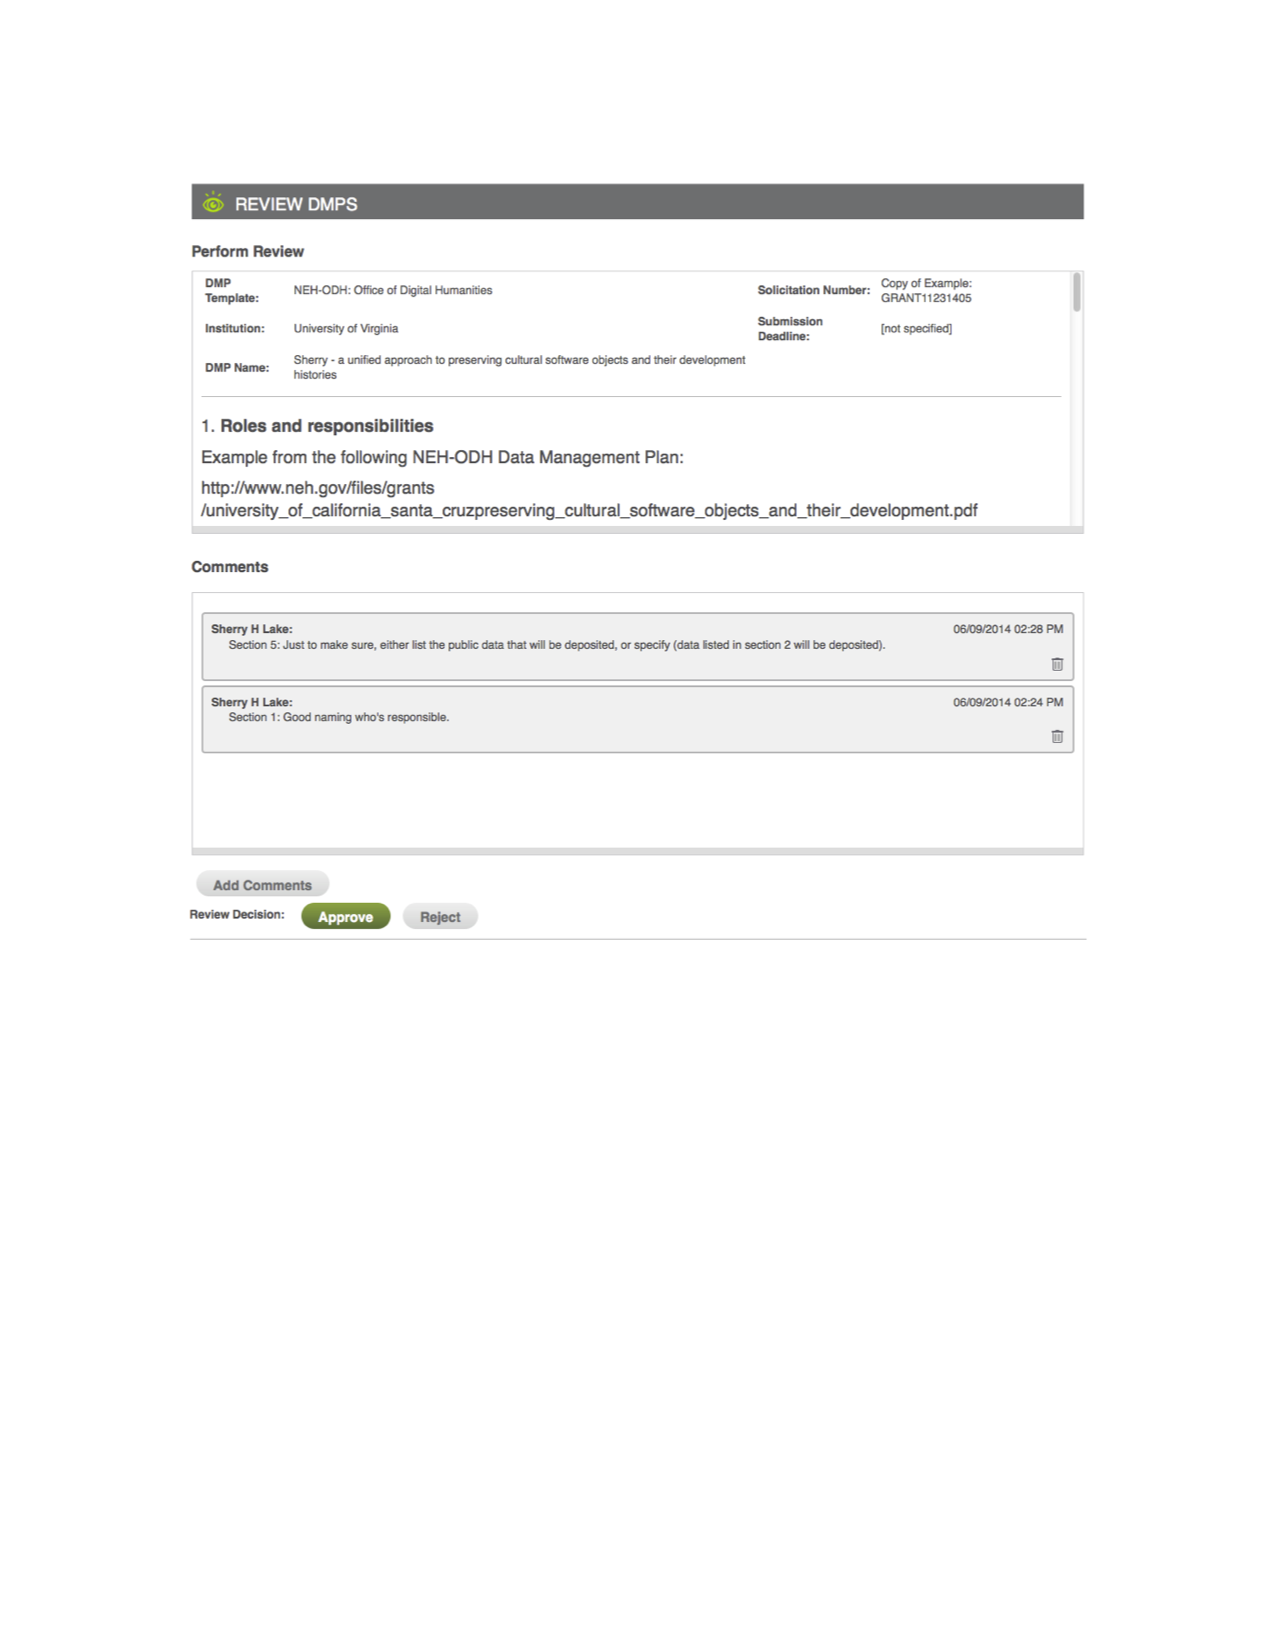 REVIEW DMPS
Perform Review
DMP
Template:
NEH-ODH: Office of Digital Humanities
Solicitation Number:
Copy of Example:
GRANT11231405
Institution:
University of Virginia
Submission
Deadline:
[not specified]
DMP Name:
Sherry - a unified approach to preserving cultural software objects and their development
histories
1. Roles and responsibilities
Example from the following NEH-ODH Data Management Plan:
http://www.neh.gov/files/grants
/university_of_california_santa_cruzpreserving_cultural_software_objects_and_their_development.pdf
Comments
Sherry H Lake:
06/09/2014 02:28 PM
Section 5: Just to make sure, either list the public data that will be deposited, or specify (data listed in section 2 will be deposited).
Sherry H Lake:
06/09/2014 02:24 PM
Section 1: Good naming who's responsible.
Add Comments
Review Decision:
Approve
Reject